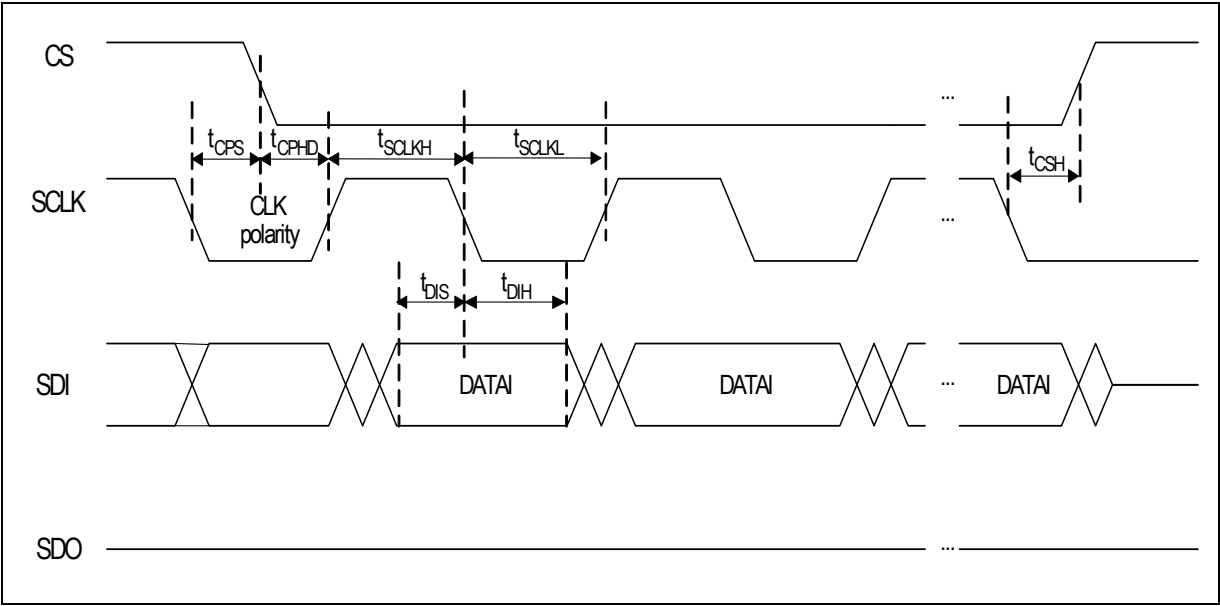 CS
...
tCPS tCPHD tSCLKH tSCLKL tCSH
SCLK CLK polarity ...
tDIS tDIH
SDI DATAI DATAI ... DATAI
SDO ...